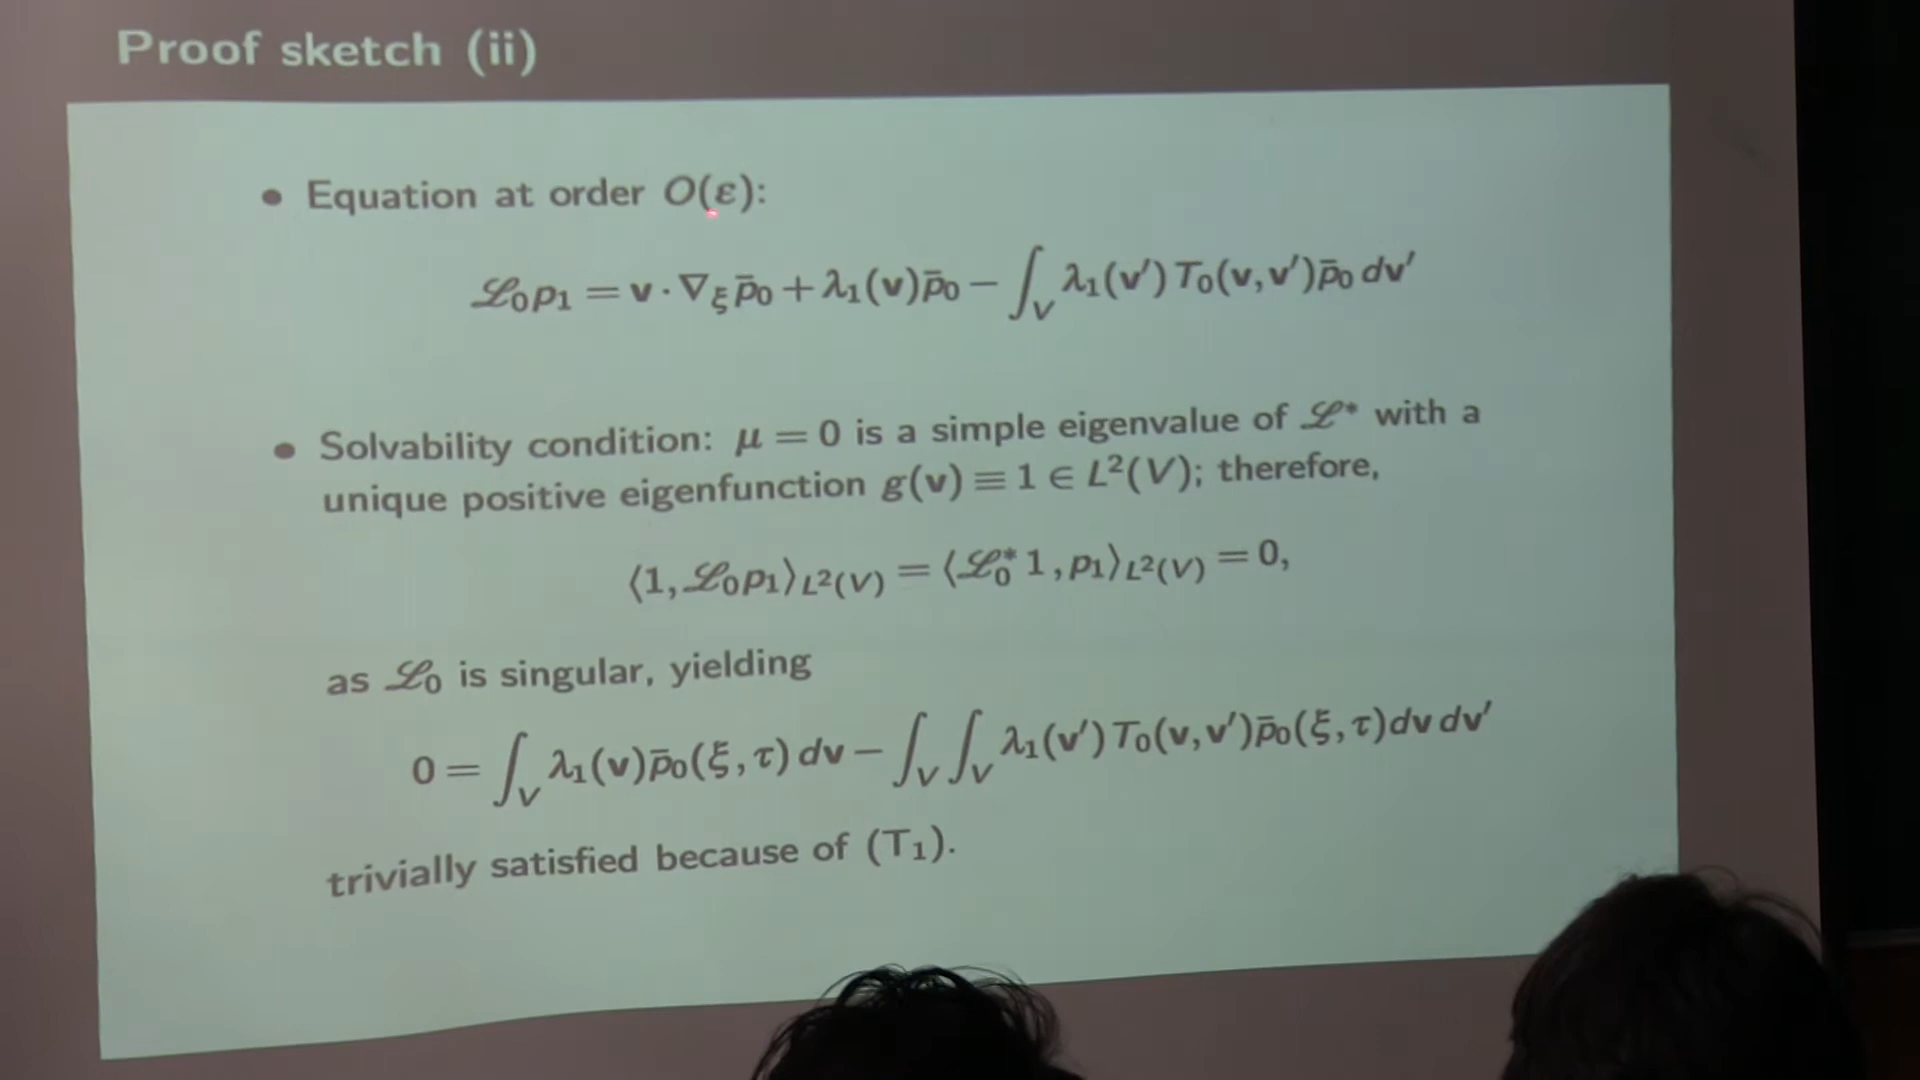 Proof sketch (ii)
• Equation at order O(ε):
ℒ₀p₁ = v · ∇_ξ p̄₀ + λ₁(v)p̄₀ − ∫_V λ₁(v′) T₀(v, v′)p̄₀ dv′
• Solvability condition: μ = 0 is a simple eigenvalue of ℒ* with a
unique positive eigenfunction g(v) ≡ 1 ∈ L²(V); therefore,
⟨1, ℒ₀p₁⟩_{L²(V)} = ⟨ℒ₀* 1, p₁⟩_{L²(V)} = 0,
as ℒ₀ is singular, yielding
0 = ∫_V λ₁(v)p̄₀(ξ, τ) dv − ∫_V ∫_V λ₁(v′) T₀(v, v′)p̄₀(ξ, τ)dv dv′
trivially satisfied because of (T₁).